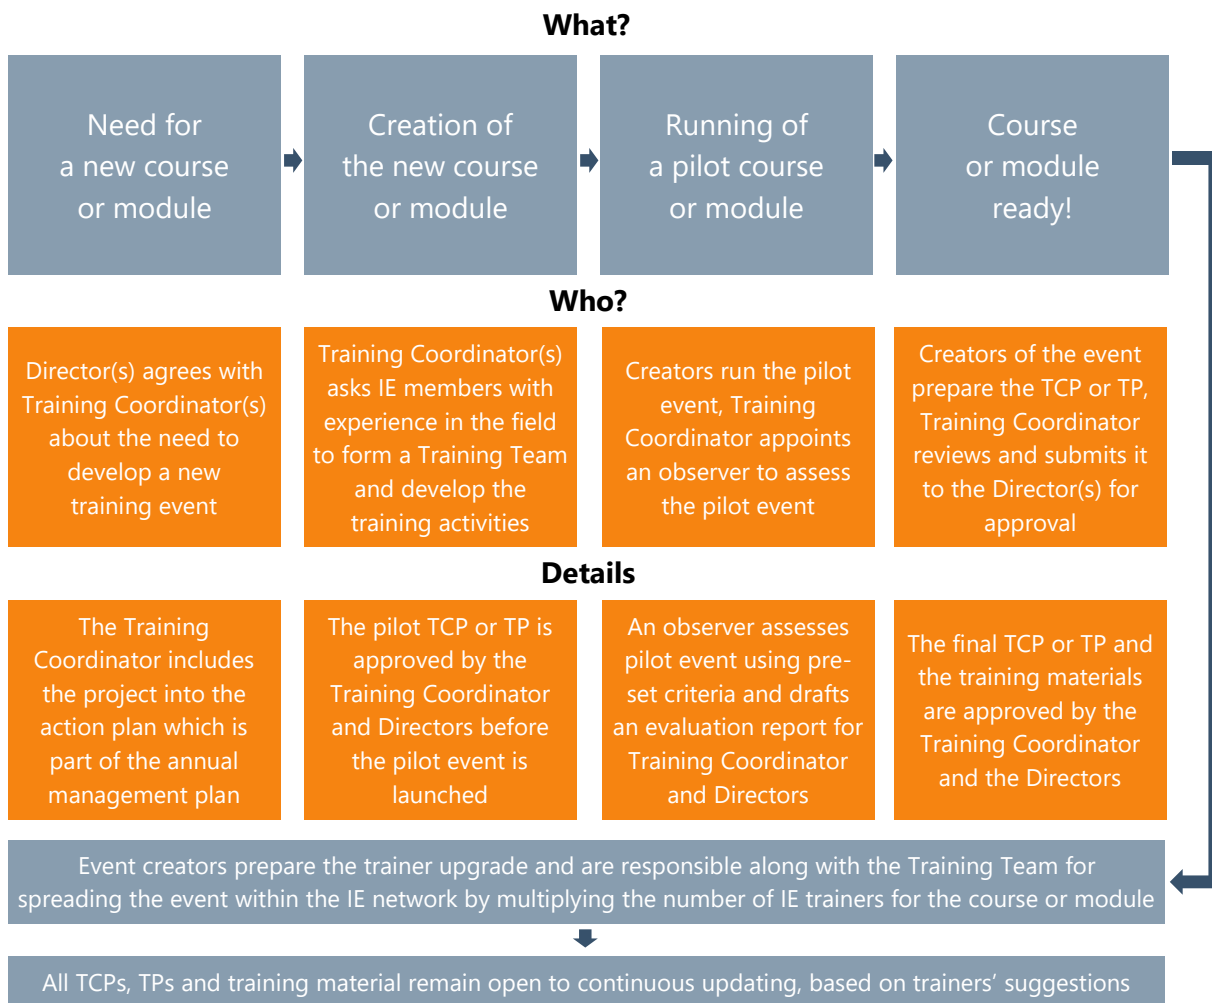 What?
Need for
a new course
or module
Creation of
the new course
or module
Running of
a pilot course
or module
Course
or module
ready!
Who?
Director(s) agrees with
Training Coordinator(s)
about the need to
develop a new
training event
Training Coordinator(s)
asks IE members with
experience in the field
to form a Training Team
and develop the
training activities
Creators run the pilot
event, Training
Coordinator appoints
an observer to assess
the pilot event
Creators of the event
prepare the TCP or TP,
Training Coordinator
reviews and submits it
to the Director(s) for
approval
Details
The Training
Coordinator includes
the project into the
action plan which is
part of the annual
management plan
The pilot TCP or TP is
approved by the
Training Coordinator
and Directors before
the pilot event is
launched
An observer assesses
pilot event using pre-
set criteria and drafts
an evaluation report for
Training Coordinator
and Directors
The final TCP or TP and
the training materials
are approved by the
Training Coordinator
and the Directors
Event creators prepare the trainer upgrade and are responsible along with the Training Team for
spreading the event within the IE network by multiplying the number of IE trainers for the course or module
All TCPs, TPs and training material remain open to continuous updating, based on trainers’ suggestions